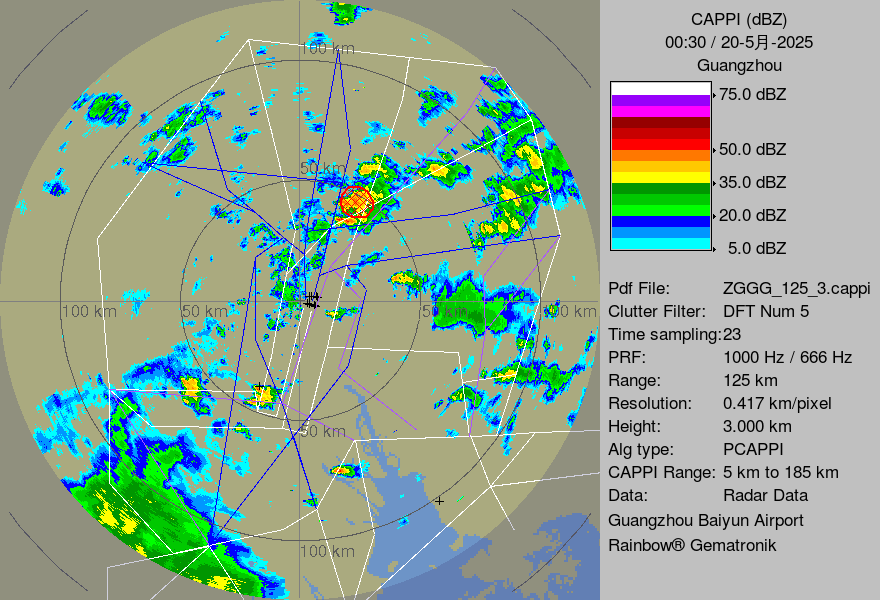 CAPPI (dBZ)
00:30 / 20-5月-2025
Guangzhou
75.0 dBZ
50.0 dBZ
35.0 dBZ
20.0 dBZ
5.0 dBZ
Pdf File: ZGGG_125_3.cappi
Clutter Filter: DFT Num 5
Time sampling:23
PRF: 1000 Hz / 666 Hz
Range: 125 km
Resolution: 0.417 km/pixel
Height: 3.000 km
Alg type: PCAPPI
CAPPI Range: 5 km to 185 km
Data: Radar Data
Guangzhou Baiyun Airport
Rainbow® Gematronik
100 km
50 km
100 km
50 km
50 km
100 km
50 km
100 km